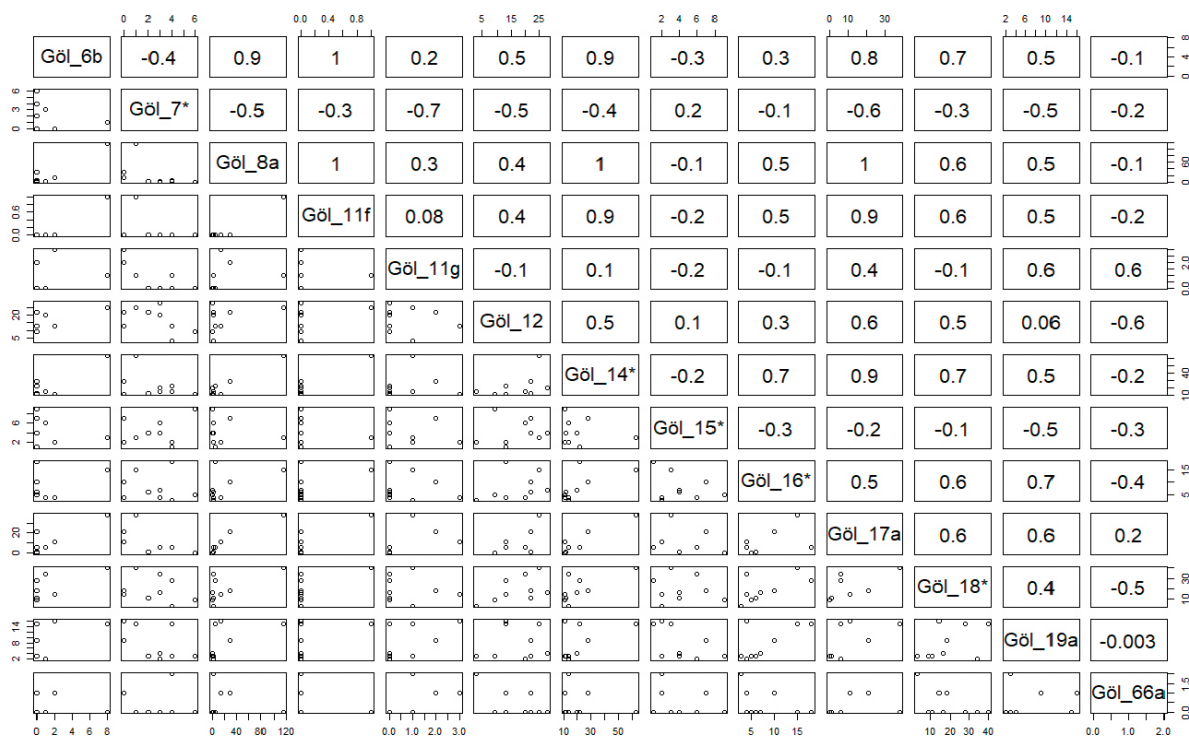 0 2 4 6 0.0 0.4 0.8 5 15 25 2 4 6 8 0 10 30 2 6 10 14
Göl_6b -0.4 0.9 1 0.2 0.5 0.9 -0.3 0.3 0.8 0.7 0.5 -0.1 0 4 8
0 3 6 Göl_7* -0.5 -0.3 -0.7 -0.5 -0.4 0.2 -0.1 -0.6 -0.3 -0.5 -0.2
Göl_8a 1 0.3 0.4 1 -0.1 0.5 1 0.6 0.5 -0.1 0 60
0.0 0.6 Göl_11f 0.08 0.4 0.9 -0.2 0.5 0.9 0.6 0.5 -0.2
Göl_11g -0.1 0.1 -0.2 -0.1 0.4 -0.1 0.6 0.6 0.0 2.0
5 20 Göl_12 0.5 0.1 0.3 0.6 0.5 0.06 -0.6
Göl_14* -0.2 0.7 0.9 0.7 0.5 -0.2 10 40
2 6 Göl_15* -0.3 -0.2 -0.1 -0.5 -0.3
Göl_16* 0.5 0.6 0.7 -0.4 5 15
0 20 Göl_17a 0.6 0.6 0.2
Göl_18* 0.4 -0.5 10 30
2 8 14 Göl_19a -0.003
Göl_66a 0.0 1.5
0 2 4 6 8 0 40 80 120 0.0 1.0 2.0 3.0 10 30 50 5 10 15 10 20 30 40 0.0 1.0 2.0